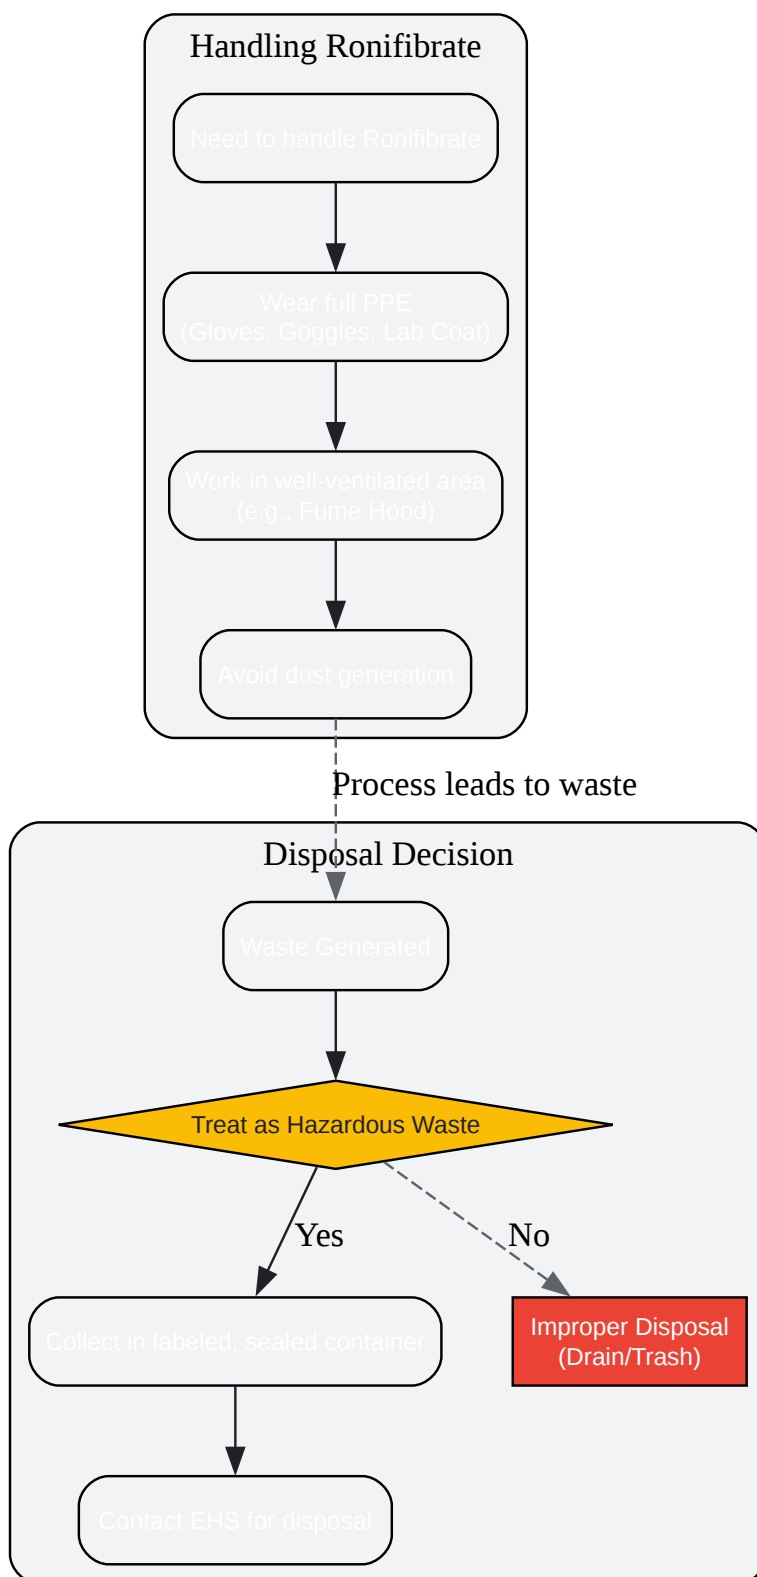 Handling Ronifibrate
Need to handle Ronifibrate
Wear full PPE
(Gloves, Goggles, Lab Coat)
Work in well-ventilated area
(e.g., Fume Hood)
Avoid dust generation
Process leads to waste
Disposal Decision
Waste Generated
Treat as Hazardous Waste
Yes
No
Collect in labeled, sealed container
Improper Disposal
(Drain/Trash)
Contact EHS for disposal